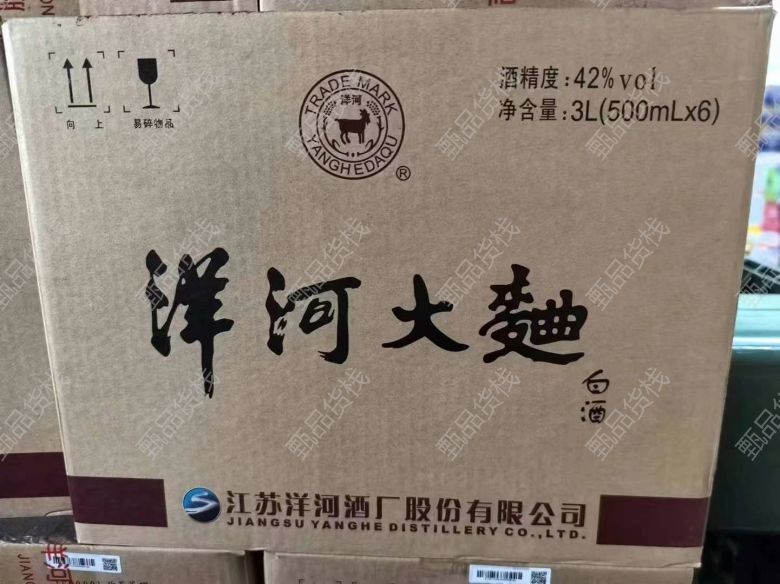 向 上
易碎物品
TRADE MARK
洋河
YANGHEDAQU
®
酒精度:42%vol
净含量:3L(500mLx6)
洋河大麯
白酒
江苏洋河酒厂股份有限公司
JIANGSU YANGHE DISTILLERY CO.,LTD.
甄品货栈